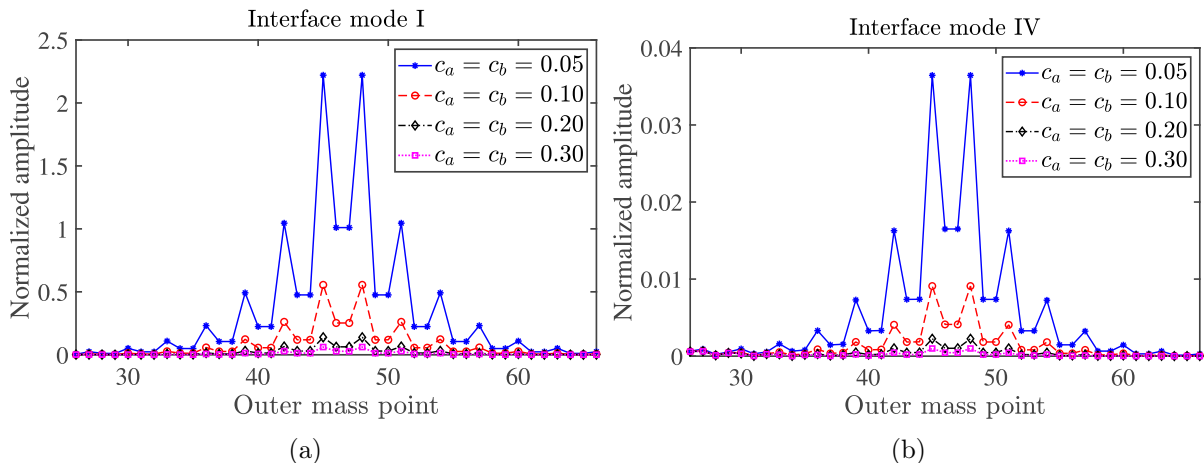 Interface mode I
Normalized amplitude
2.5
2
1.5
1
0.5
0
30
40
50
60
Outer mass point
c_a = c_b = 0.05
c_a = c_b = 0.10
c_a = c_b = 0.20
c_a = c_b = 0.30
(a)
Interface mode IV
Normalized amplitude
0.04
0.03
0.02
0.01
0
30
40
50
60
Outer mass point
c_a = c_b = 0.05
c_a = c_b = 0.10
c_a = c_b = 0.20
c_a = c_b = 0.30
(b)